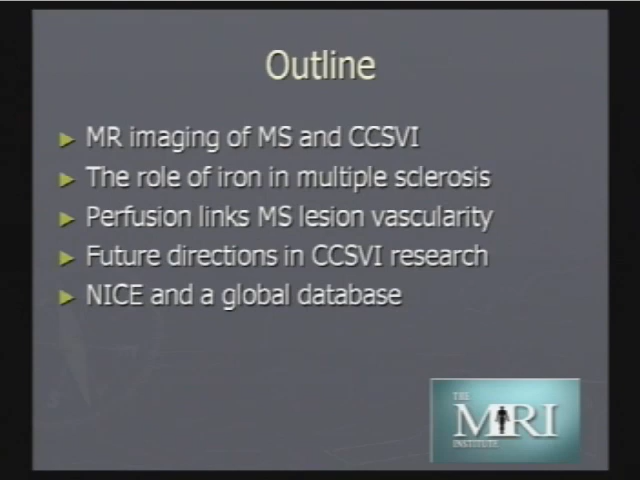 Outline
MR imaging of MS and CCSVI
The role of iron in multiple sclerosis
Perfusion links MS lesion vascularity
Future directions in CCSVI research
NICE and a global database
THE
MRI
INSTITUTE